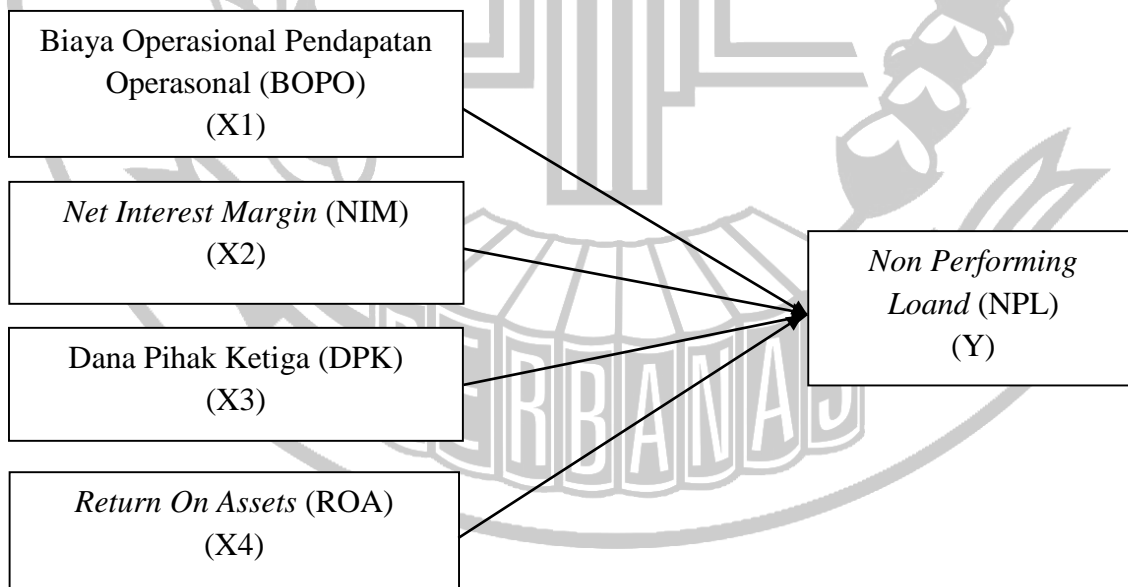 Biaya Operasional Pendapatan
Operasonal (BOPO)
(X1)
Net Interest Margin (NIM)
(X2)
Dana Pihak Ketiga (DPK)
(X3)
Return On Assets (ROA)
(X4)
Non Performing
Loand (NPL)
(Y)
PERBANAS